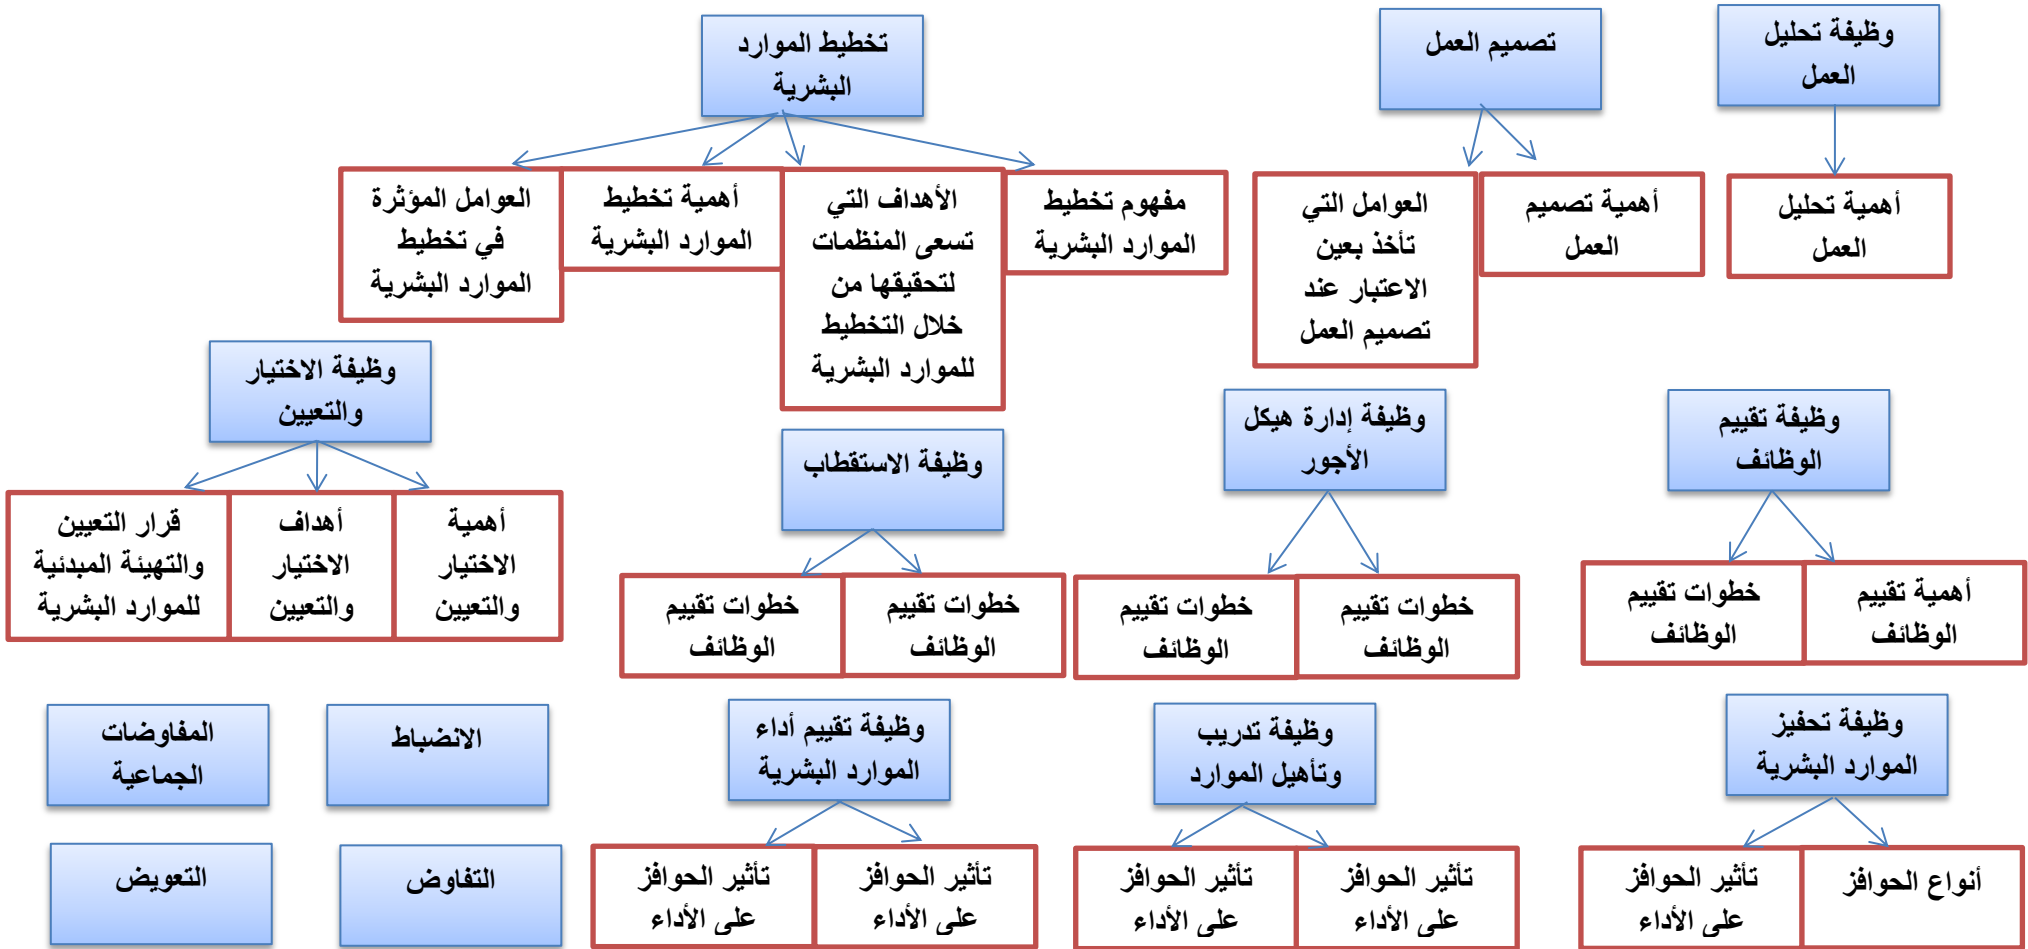 وظيفة تحليل
العمل
تصميم العمل
تخطيط الموارد
البشرية
أهمية تحليل
العمل
أهمية تصميم
العمل
العوامل التي
تأخذ بعين
الاعتبار عند
تصميم العمل
مفهوم تخطيط
الموارد البشرية
الأهداف التي
تسعى المنظمات
لتحقيقها من
خلال التخطيط
للموارد البشرية
أهمية تخطيط
الموارد البشرية
العوامل المؤثرة
في تخطيط
الموارد البشرية
وظيفة تقييم
الوظائف
وظيفة إدارة هيكل
الأجور
وظيفة الاستقطاب
وظيفة الاختيار
والتعيين
أهمية تقييم
الوظائف
خطوات تقييم
الوظائف
خطوات تقييم
الوظائف
خطوات تقييم
الوظائف
خطوات تقييم
الوظائف
خطوات تقييم
الوظائف
أهمية
الاختيار
والتعيين
أهداف
الاختيار
والتعيين
قرار التعيين
والتهيئة المبدئية
للموارد البشرية
وظيفة تحفيز
الموارد البشرية
وظيفة تدريب
وتأهيل الموارد
وظيفة تقييم أداء
الموارد البشرية
الانضباط
المفاوضات
الجماعية
أنواع الحوافز
تأثير الحوافز
على الأداء
تأثير الحوافز
على الأداء
تأثير الحوافز
على الأداء
تأثير الحوافز
على الأداء
تأثير الحوافز
على الأداء
التفاوض
التعويض